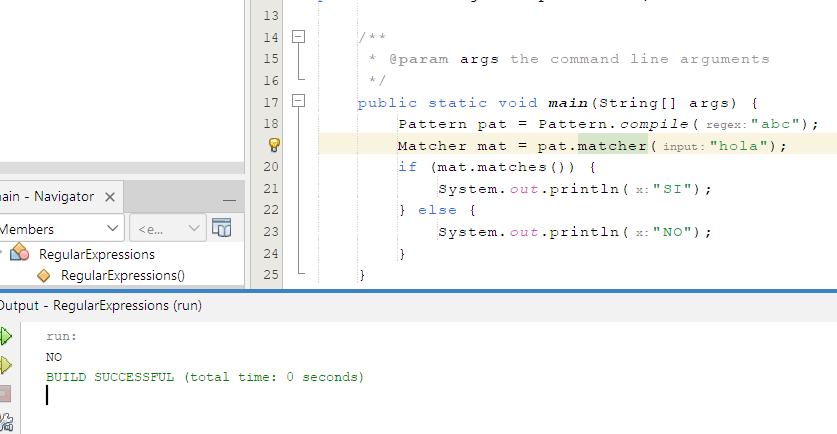 13
14 /**
15 * @param args the command line arguments
16 */
17 public static void main(String[] args) {
18 Pattern pat = Pattern.compile( regex: "abc");
Matcher mat = pat.matcher( input: "hola");
20 if (mat.matches()) {
21 System.out.println( x: "SI");
22 } else {
23 System.out.println( x: "NO");
24 }
25 }
ain - Navigator
Members <e...
RegularExpressions
RegularExpressions()
Output - RegularExpressions (run)
run:
NO
BUILD SUCCESSFUL (total time: 0 seconds)